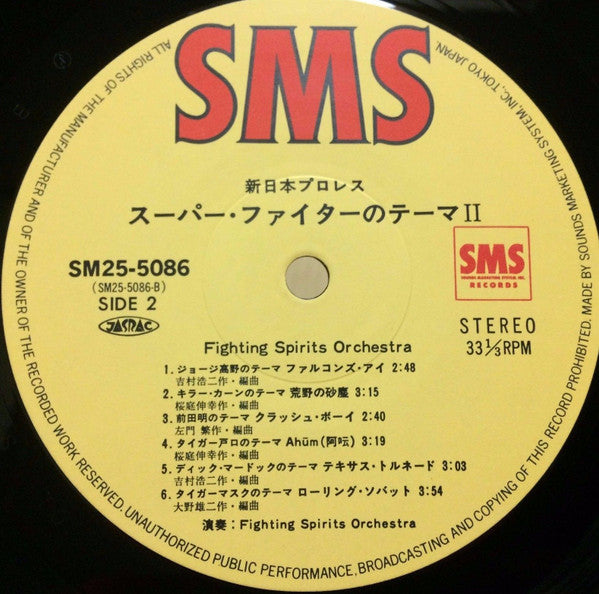 SMS
新日本プロレス
スーパー・ファイターのテーマII
SM25-5086
(SM25-5086-B)
SIDE 2
JASRAC
SMS
SOUNDS MARKETING SYSTEM, INC.
RECORDS
STEREO
33 1/3 RPM
Fighting Spirits Orchestra
1. ジョージ高野のテーマ ファルコンズ・アイ 2:48
吉村浩二作・編曲
2. キラー・カーンのテーマ 荒野の砂塵 3:15
桜庭伸幸作・編曲
3. 前田明のテーマ クラッシュ・ボーイ 2:40
左門 繁作・編曲
4. タイガー戸口のテーマ Ahūm(阿吽) 3:19
桜庭伸幸作・編曲
5. ディック・マードックのテーマ テキサス・トルネード 3:03
吉村浩二作・編曲
6. タイガーマスクのテーマ ローリング・ソバット 3:54
大野雄二作・編曲
演奏:Fighting Spirits Orchestra
ALL RIGHTS OF THE MANUFACTURER AND OF THE OWNER OF THE RECORDED WORK RESERVED. UNAUTHORIZED PUBLIC PERFORMANCE, BROADCASTING AND COPYING OF THIS RECORD PROHIBITED. MADE BY SOUNDS MARKETING SYSTEM, INC, TOKYO JAPAN.